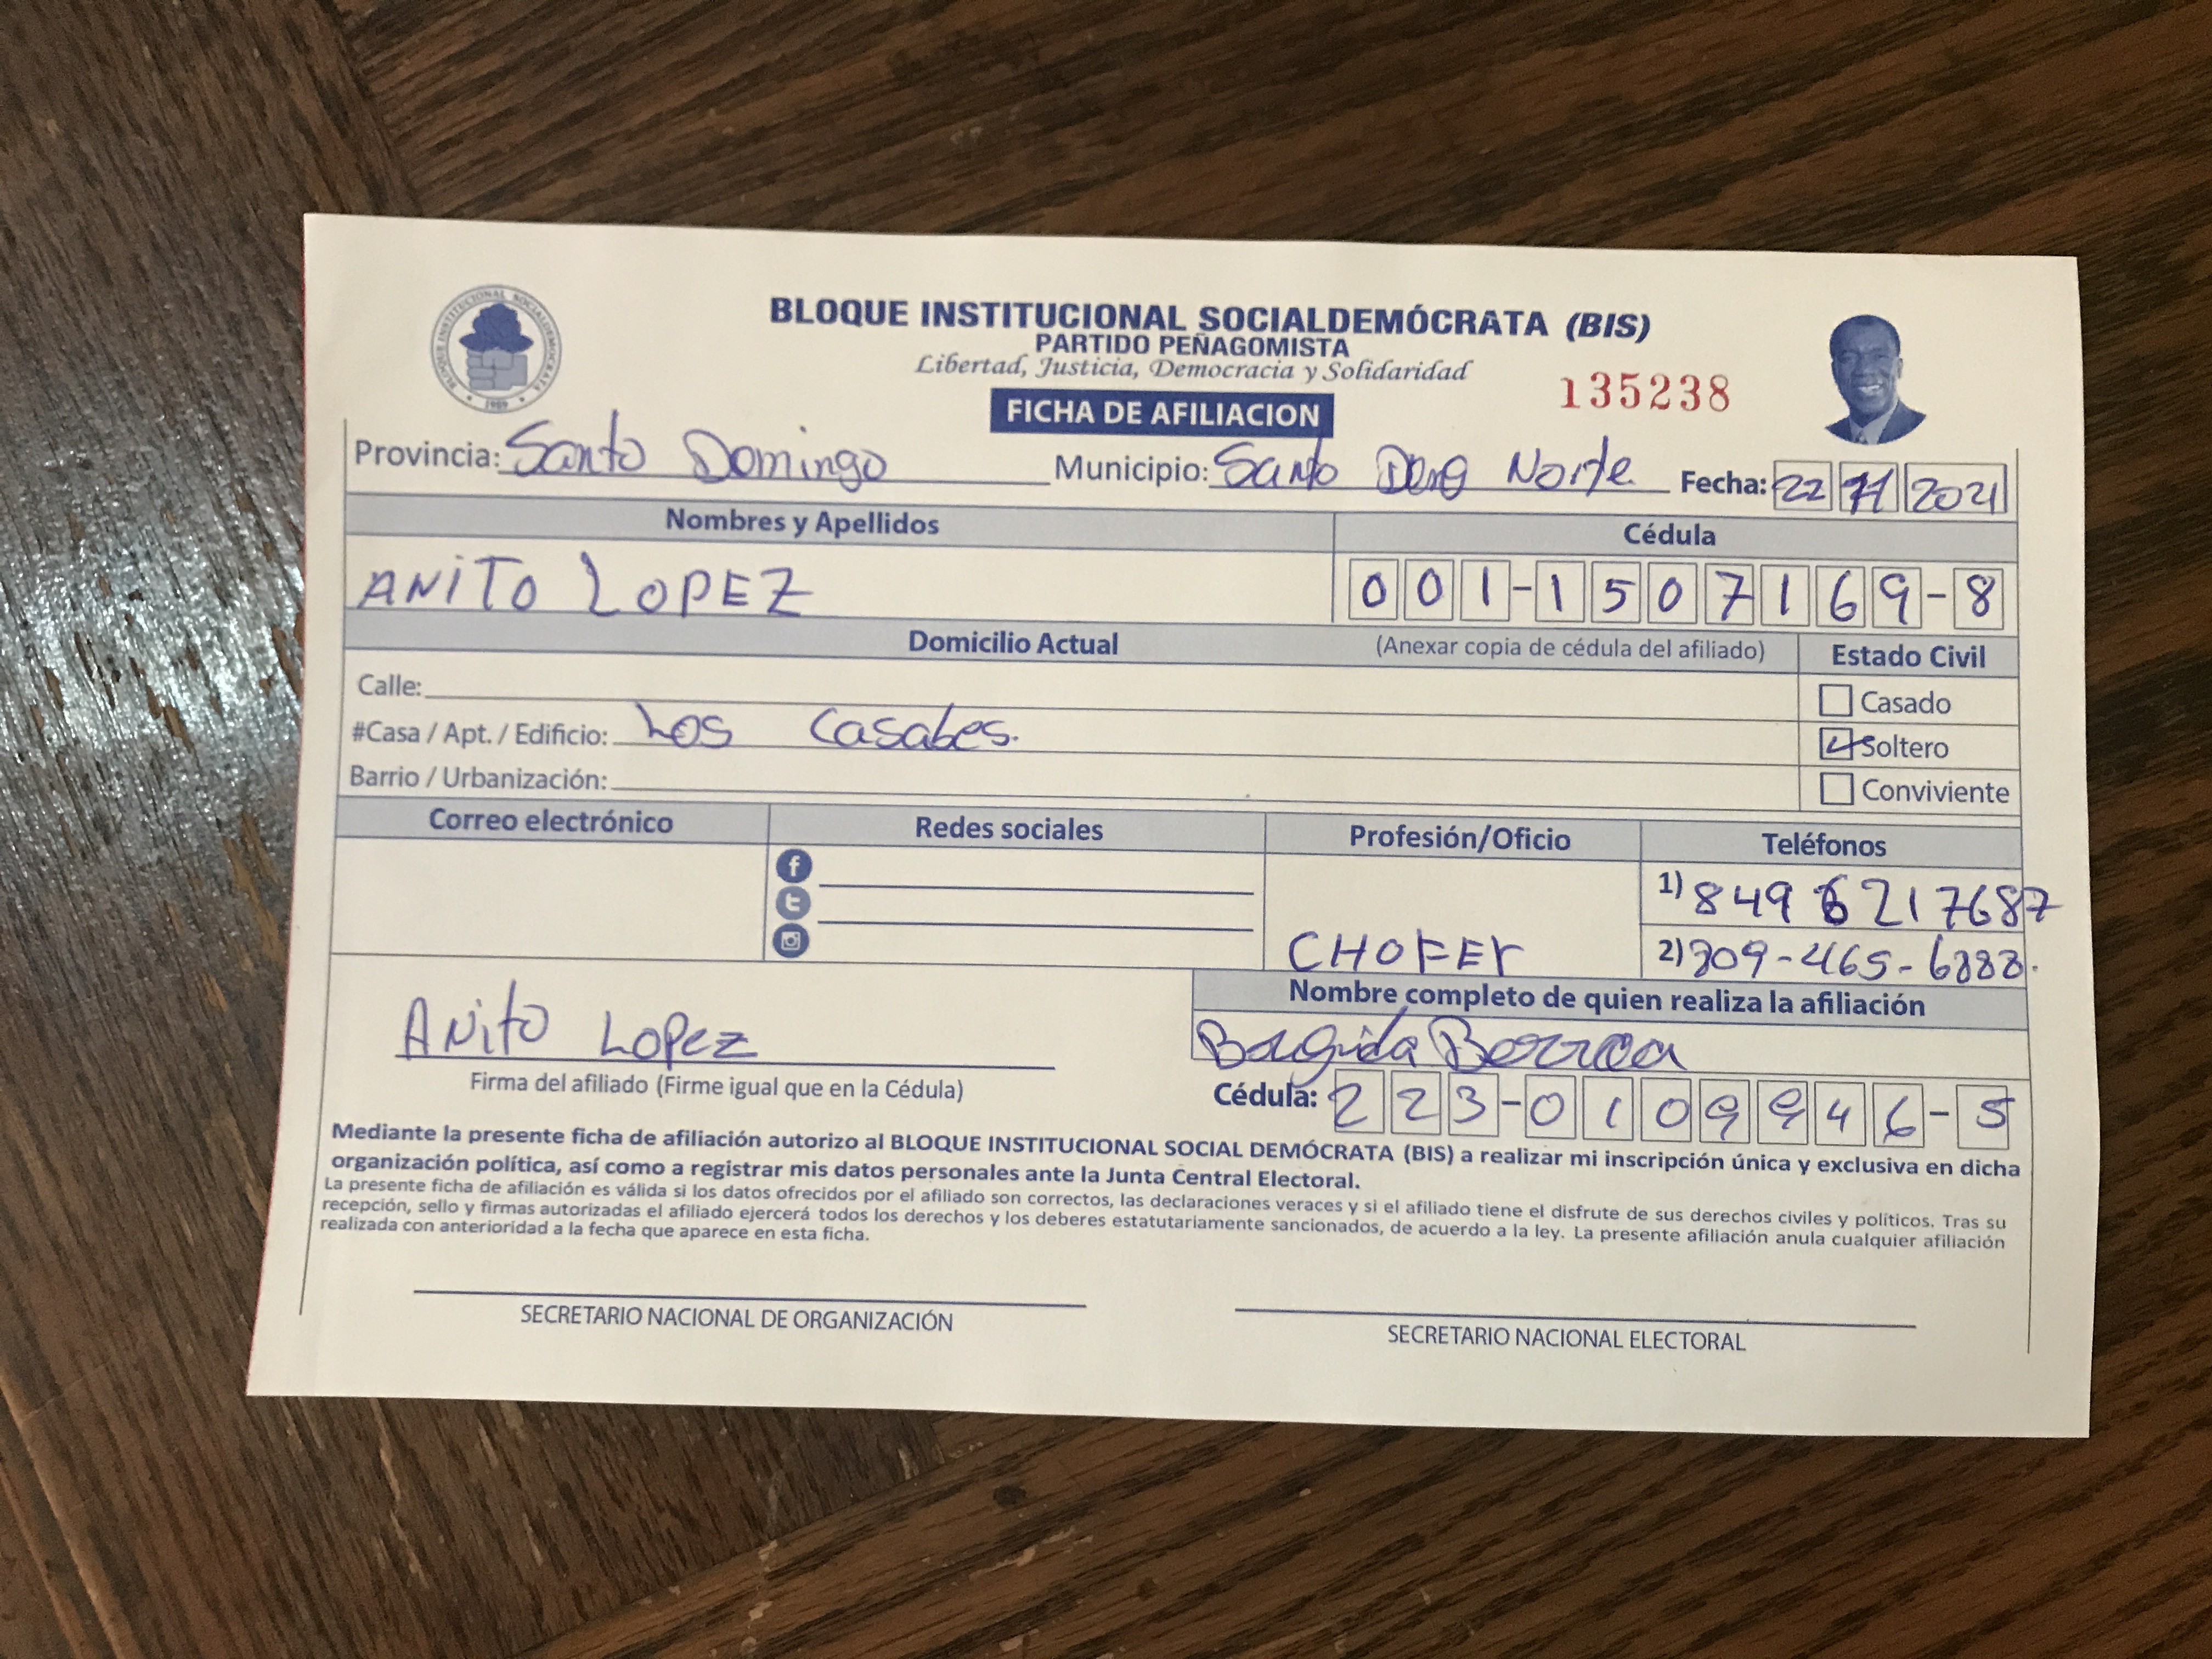 BLOQUE INSTITUCIONAL SOCIALDEMÓCRATA (BIS)
BLOQUE INSTITUCIONAL SOCIALDEMOCRATA
1989
PARTIDO PEÑAGOMISTA
Libertad, Justicia, Democracia y Solidaridad
135238
FICHA DE AFILIACION
Provincia: Santo Domingo Municipio: Santo Norte Fecha: 22 11 2021
Nombres y Apellidos Cédula
ANiTO LOPEZ 001-1507169-8
Domicilio Actual (Anexar copia de cédula del afiliado) Estado Civil
Calle: Casado
#Casa / Apt. / Edificio: Los Casabes. Soltero
Barrio / Urbanización: Conviviente
Correo electrónico Redes sociales Profesión/Oficio Teléfonos
f
t
CHOFEr
1) 849 6217687
2)
Nombre completo de quien realiza la afiliación
Anito Lopez
Firma del afiliado (Firme igual que en la Cédula)
Cédula: 223-0109946-5
Mediante la presente ficha de afiliación autorizo al BLOQUE INSTITUCIONAL SOCIAL DEMÓCRATA (BIS) a realizar mi inscripción única y exclusiva en dicha
organización política, así como a registrar mis datos personales ante la Junta Central Electoral.
La presente ficha de afiliación es válida si los datos ofrecidos por el afiliado son correctos, las declaraciones veraces y si el afiliado tiene el disfrute de sus derechos civiles y políticos. Tras su
recepción, sello y firmas autorizadas el afiliado ejercerá todos los derechos y los deberes estatutariamente sancionados, de acuerdo a la ley. La presente afiliación anula cualquier afiliación
realizada con anterioridad a la fecha que aparece en esta ficha.
SECRETARIO NACIONAL DE ORGANIZACIÓN SECRETARIO NACIONAL ELECTORAL